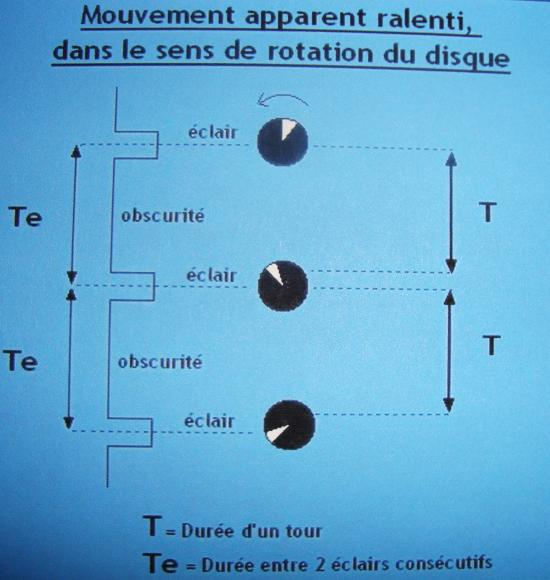 Mouvement apparent ralenti,
dans le sens de rotation du disque
éclair
Te
obscurité
T
éclair
Te
obscurité
T
éclair
T = Durée d'un tour
Te = Durée entre 2 éclairs consécutifs